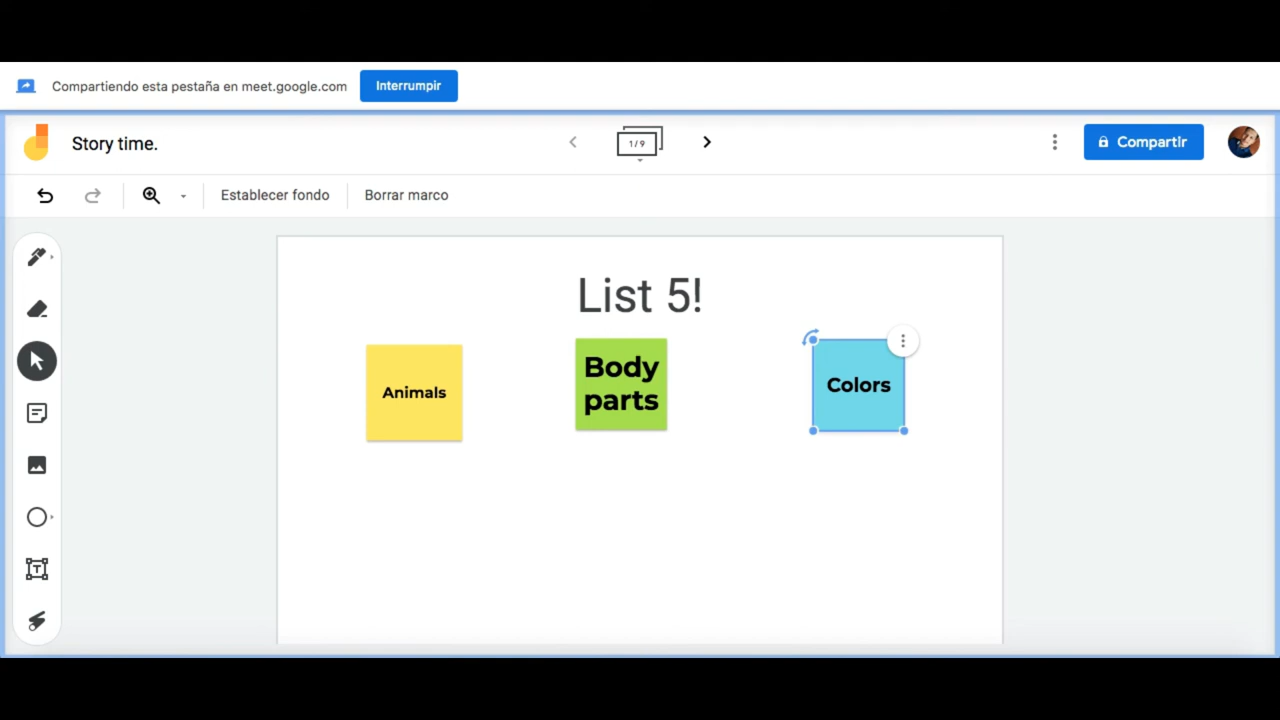 Compartiendo esta pestaña en meet.google.com Interrumpir
Story time. 1/9 Compartir
Establecer fondo Borrar marco
List 5!
Animals
Body
parts
Colors